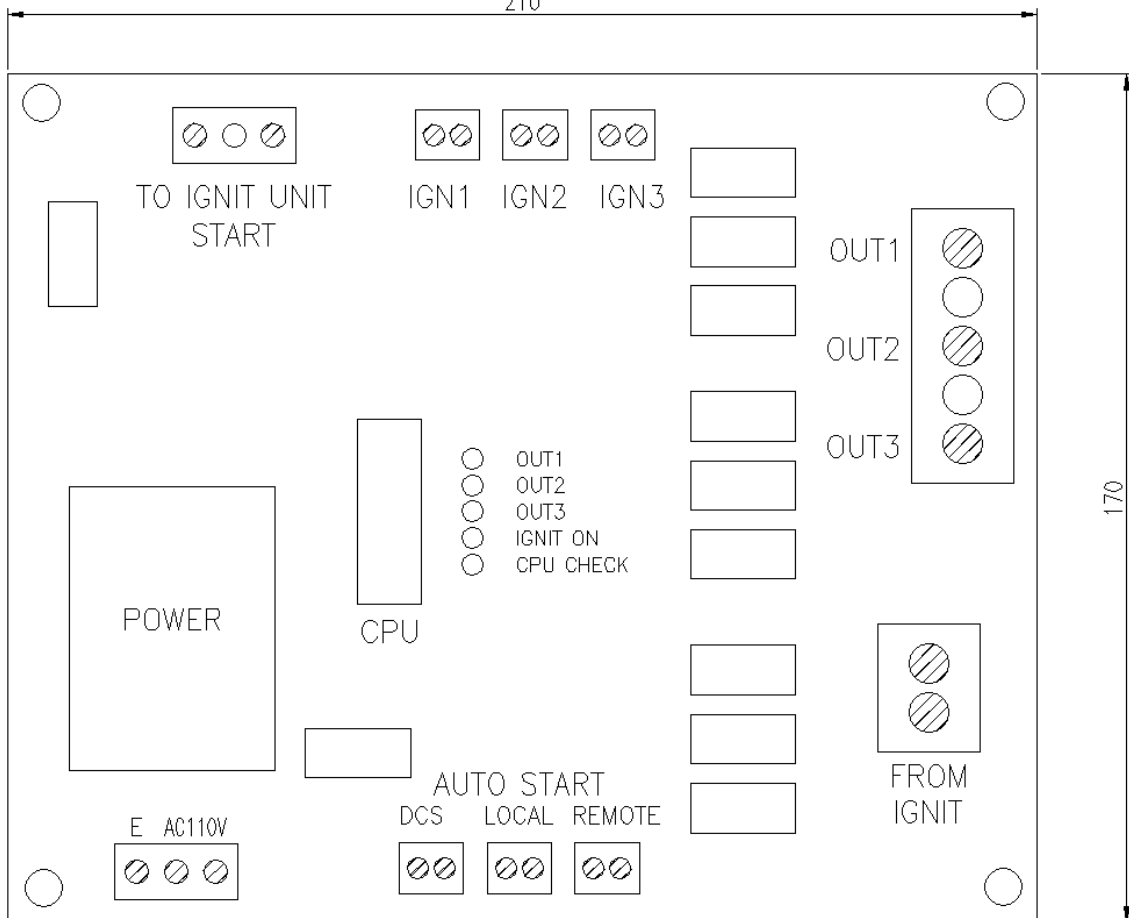 210
TO IGNIT UNIT
START
IGN1 IGN2 IGN3
OUT1
OUT2
OUT3
170
OUT1
OUT2
OUT3
IGNIT ON
CPU CHECK
POWER
CPU
FROM
IGNIT
AUTO START
DCS LOCAL REMOTE
E AC110V